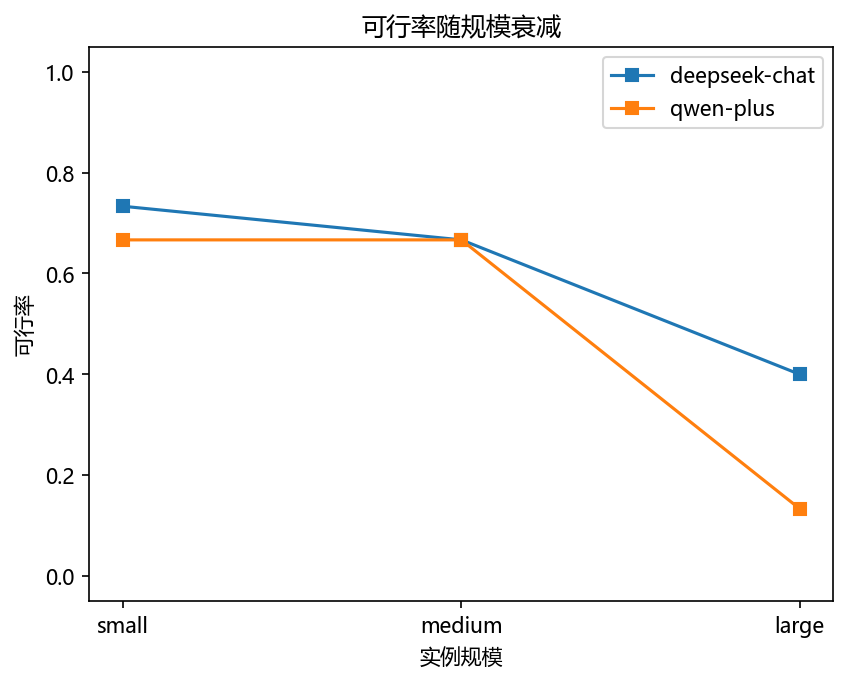 可行率随规模衰减
deepseek-chat
qwen-plus
1.0
0.8
0.6
0.4
0.2
0.0
可行率
small
medium
large
实例规模